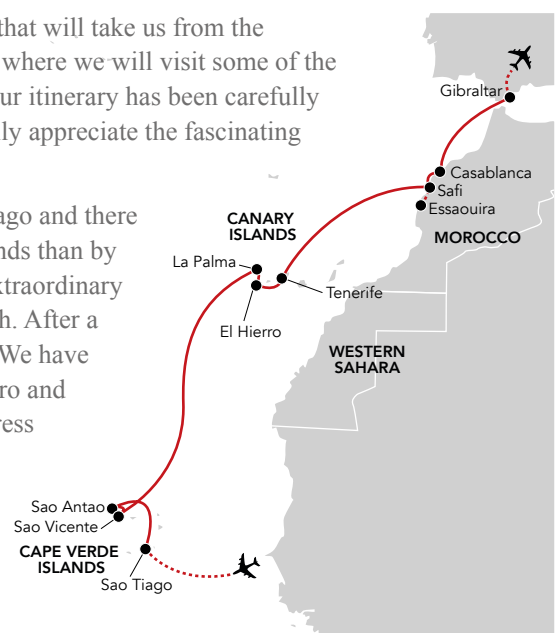 that will take us from the
where we will visit some of the
ur itinerary has been carefully
ly appreciate the fascinating
ago and there
nds than by
xtraordinary
h. After a
We have
ro and
ress
Gibraltar
Casablanca
Safi
Essaouira
MOROCCO
CANARY
ISLANDS
La Palma
Tenerife
El Hierro
WESTERN
SAHARA
Sao Antao
Sao Vicente
CAPE VERDE
ISLANDS
Sao Tiago